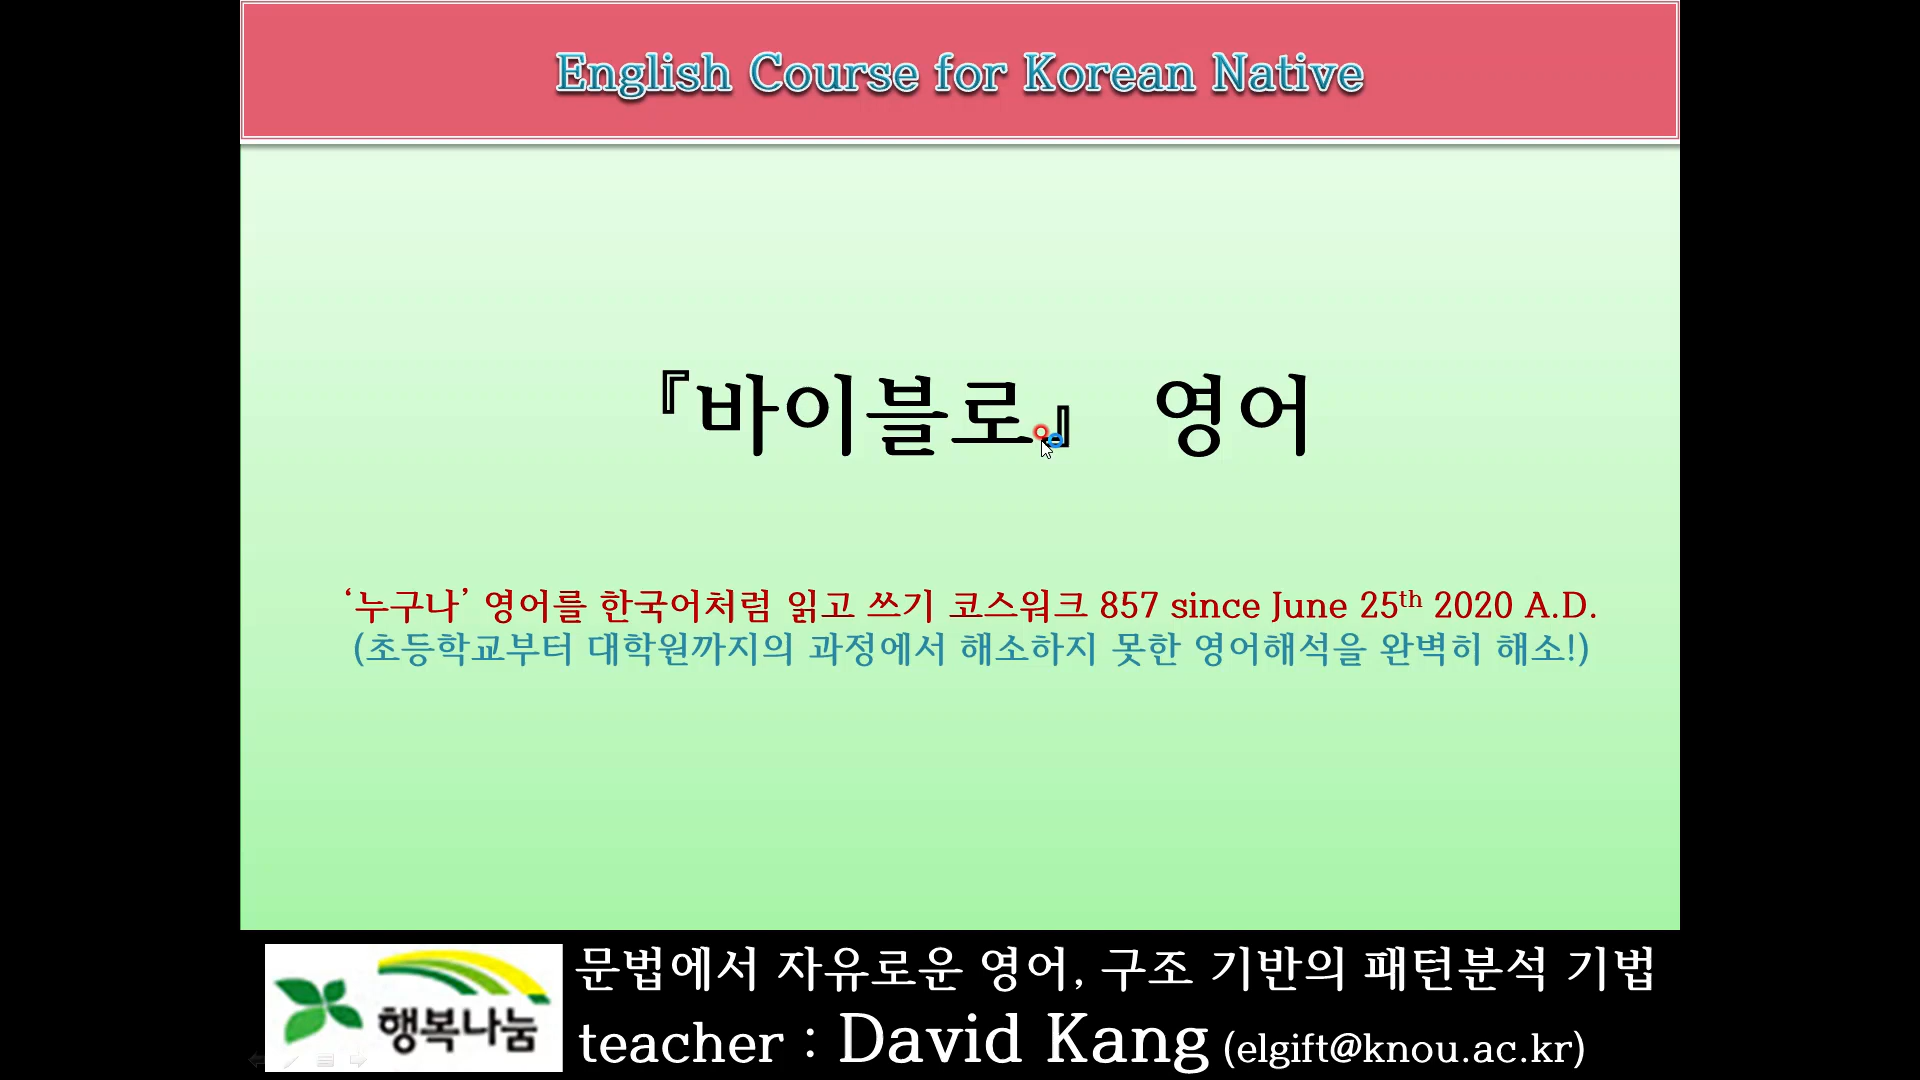 English Course for Korean Native
『바이블로』 영어
‘누구나’ 영어를 한국어처럼 읽고 쓰기 코스워크 857 since June 25th 2020 A.D.
(초등학교부터 대학원까지의 과정에서 해소하지 못한 영어해석을 완벽히 해소!)
행복나눔
문법에서 자유로운 영어, 구조 기반의 패턴분석 기법
teacher : David Kang (elgift@knou.ac.kr)